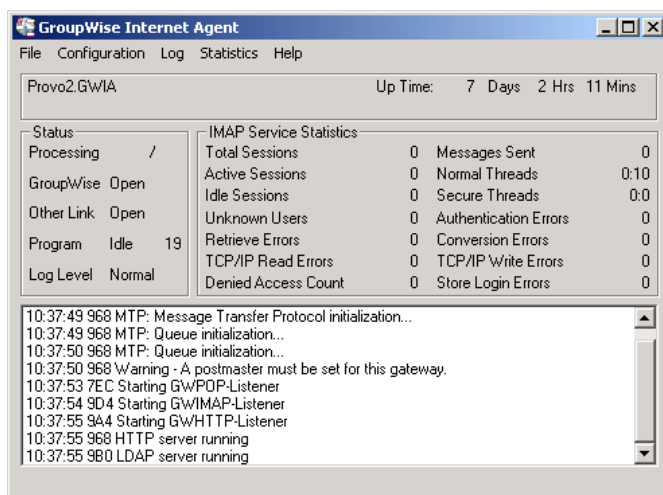 GroupWise Internet Agent
File Configuration Log Statistics Help
Provo2.GWIA Up Time: 7 Days 2 Hrs 11 Mins
Status
Processing /
GroupWise Open
Other Link Open
Program Idle 19
Log Level Normal
IMAP Service Statistics
Total Sessions 0 Messages Sent 0
Active Sessions 0 Normal Threads 0:10
Idle Sessions 0 Secure Threads 0:0
Unknown Users 0 Authentication Errors 0
Retrieve Errors 0 Conversion Errors 0
TCP/IP Read Errors 0 TCP/IP Write Errors 0
Denied Access Count 0 Store Login Errors 0
10:37:49 968 MTP: Message Transfer Protocol initialization...
10:37:49 968 MTP: Queue initialization...
10:37:50 968 MTP: Queue initialization...
10:37:50 968 Warning - A postmaster must be set for this gateway.
10:37:53 7EC Starting GWPOP-Listener
10:37:54 9D4 Starting GWIMAP-Listener
10:37:55 9A4 Starting GWHTTP-Listener
10:37:55 968 HTTP server running
10:37:55 9B0 LDAP server running